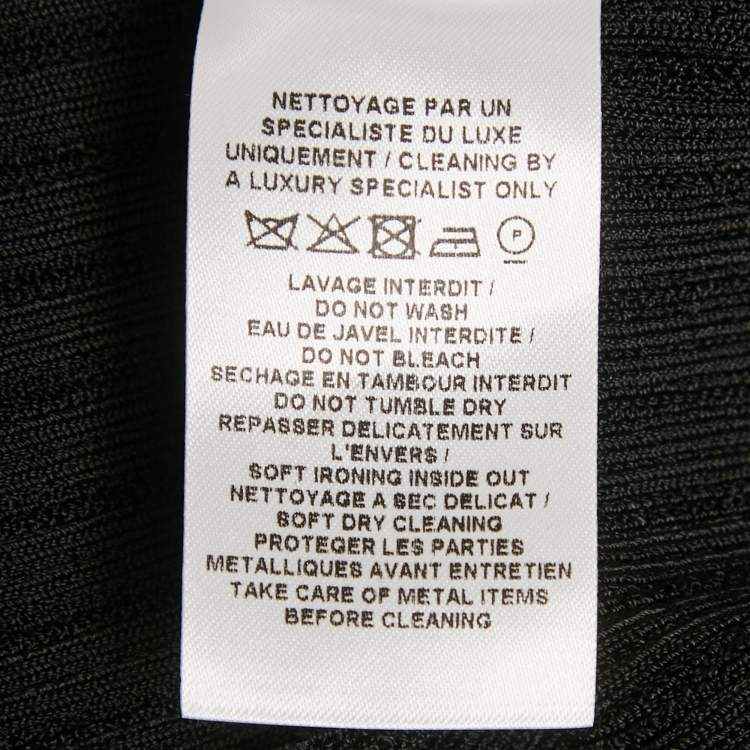 NETTOYAGE PAR UN
SPECIALISTE DU LUXE
UNIQUEMENT / CLEANING BY
A LUXURY SPECIALIST ONLY
P
LAVAGE INTERDIT /
DO NOT WASH
EAU DE JAVEL INTERDITE /
DO NOT BLEACH
SECHAGE EN TAMBOUR INTERDIT
DO NOT TUMBLE DRY
REPASSER DELICATEMENT SUR
L'ENVERS /
SOFT IRONING INSIDE OUT
NETTOYAGE A SEC DELICAT /
SOFT DRY CLEANING
PROTEGER LES PARTIES
METALLIQUES AVANT ENTRETIEN
TAKE CARE OF METAL ITEMS
BEFORE CLEANING